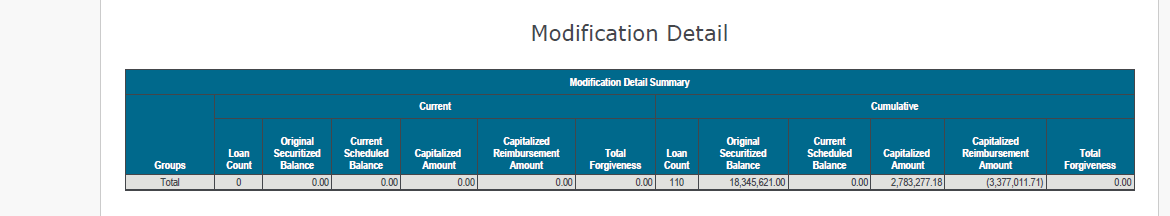 Modification Detail
Modification Detail Summary
Current Cumulative
Groups Loan Count Original Securitized Balance Current Scheduled Balance Capitalized Amount Capitalized Reimbursement Amount Total Forgiveness Loan Count Original Securitized Balance Current Scheduled Balance Capitalized Amount Capitalized Reimbursement Amount Total Forgiveness
Total 0 0.00 0.00 0.00 0.00 0.00 110 18,345,621.00 0.00 2,783,277.18 (3,377,011.71) 0.00